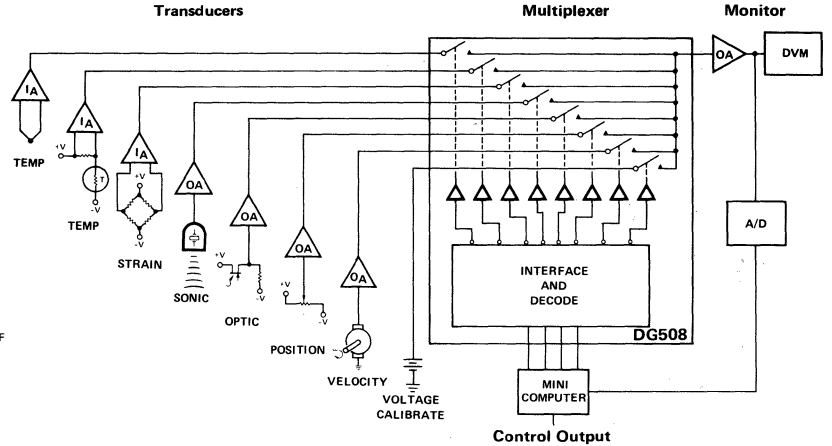 Transducers
Multiplexer
Monitor
OA
DVM
IA
IA
IA
TEMP
+V
T
-V
TEMP
+V
-V
STRAIN
OA
SONIC
OA
+V
-V
OPTIC
OA
+V
-V
POSITION
OA
VELOCITY
VOLTAGE
CALIBRATE
INTERFACE
AND
DECODE
DG508
A/D
MINI
COMPUTER
Control Output
F